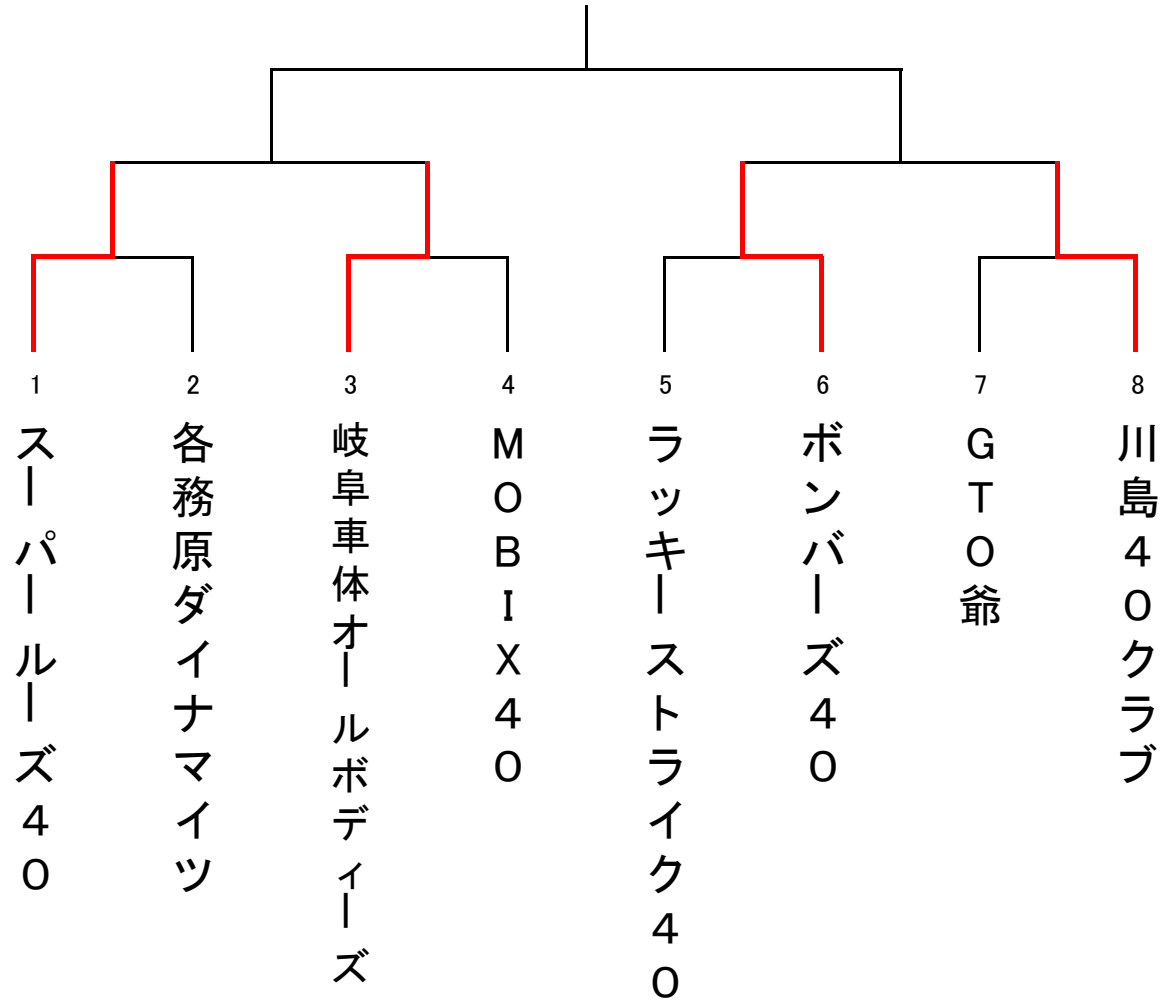 1
スーパールーズ４０
2
各務原ダイナマイツ
3
岐阜車体オールボディーズ
4
ＭＯＢＩＸ４０
5
ラッキーストライク４０
6
ボンバーズ４０
7
ＧＴＯ爺
8
川島４０クラブ